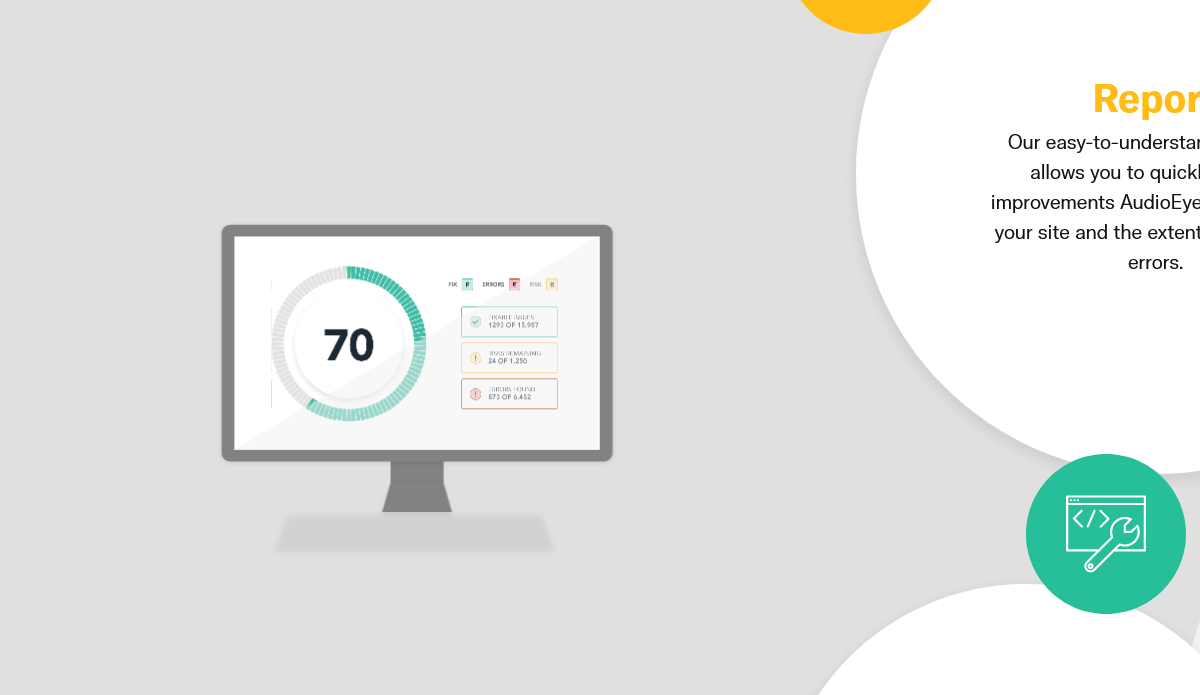 70
FIX F ERRORS F RISK R
FIXABLE ISSUES
1293 OF 15,987
RISKS REMAINING
24 OF 1,250
ERRORS FOUND
873 OF 6,452
Repor
Our easy-to-understan
allows you to quickl
improvements AudioEye
your site and the extent
errors.